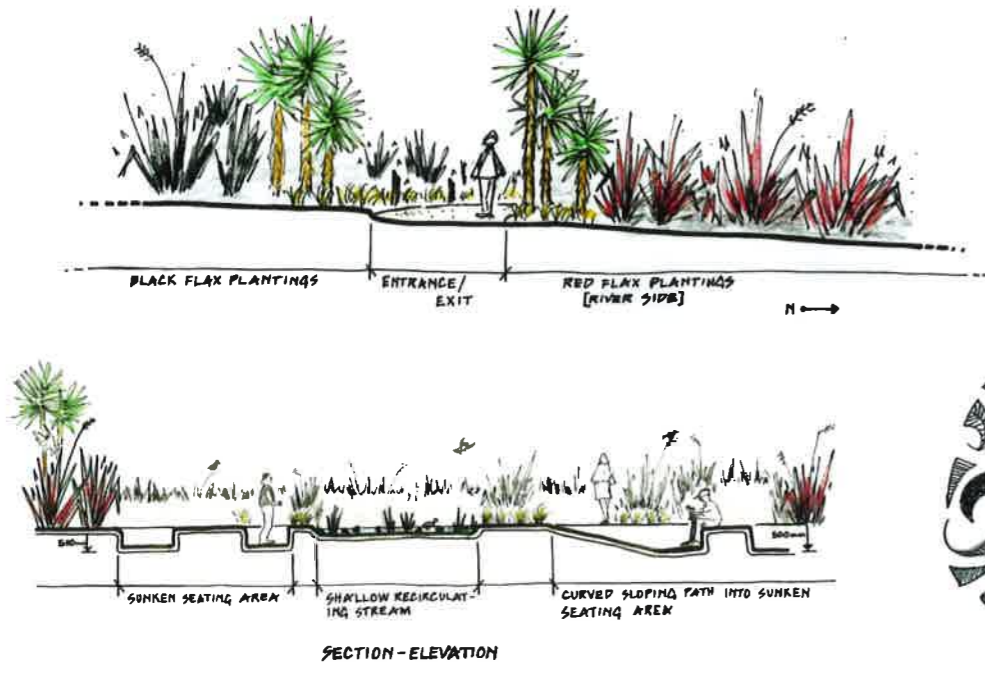 BLACK FLAX PLANTINGS
ENTRANCE/
EXIT
RED FLAX PLANTINGS
[RIVER SIDE]
N
500mm
SUNKEN SEATING AREA
SHALLOW RECIRCULAT-
ING STREAM
CURVED SLOPING PATH INTO SUNKEN
SEATING AREA
SECTION-ELEVATION